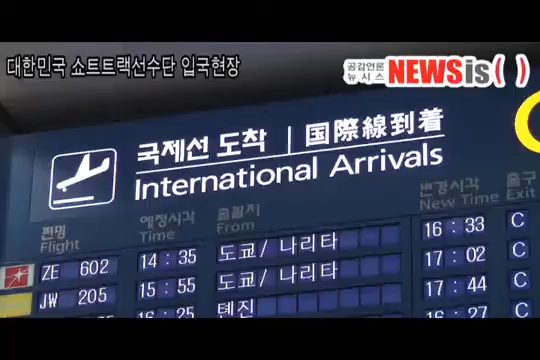 대한민국 쇼트트랙선수단 입국현장
공감언론
뉴시스 NEWSis( )
국제선 도착 | 国際線到着
International Arrivals
편명 예정시각 출발지 변경시각 출구
Flight Time From New Time Exit
ZE 602 14:35 도쿄/ 나리타 16:33 C
JW 205 15:55 도쿄/ 나리타 17:02 C
16:25 톈진 17:44 C
17:28